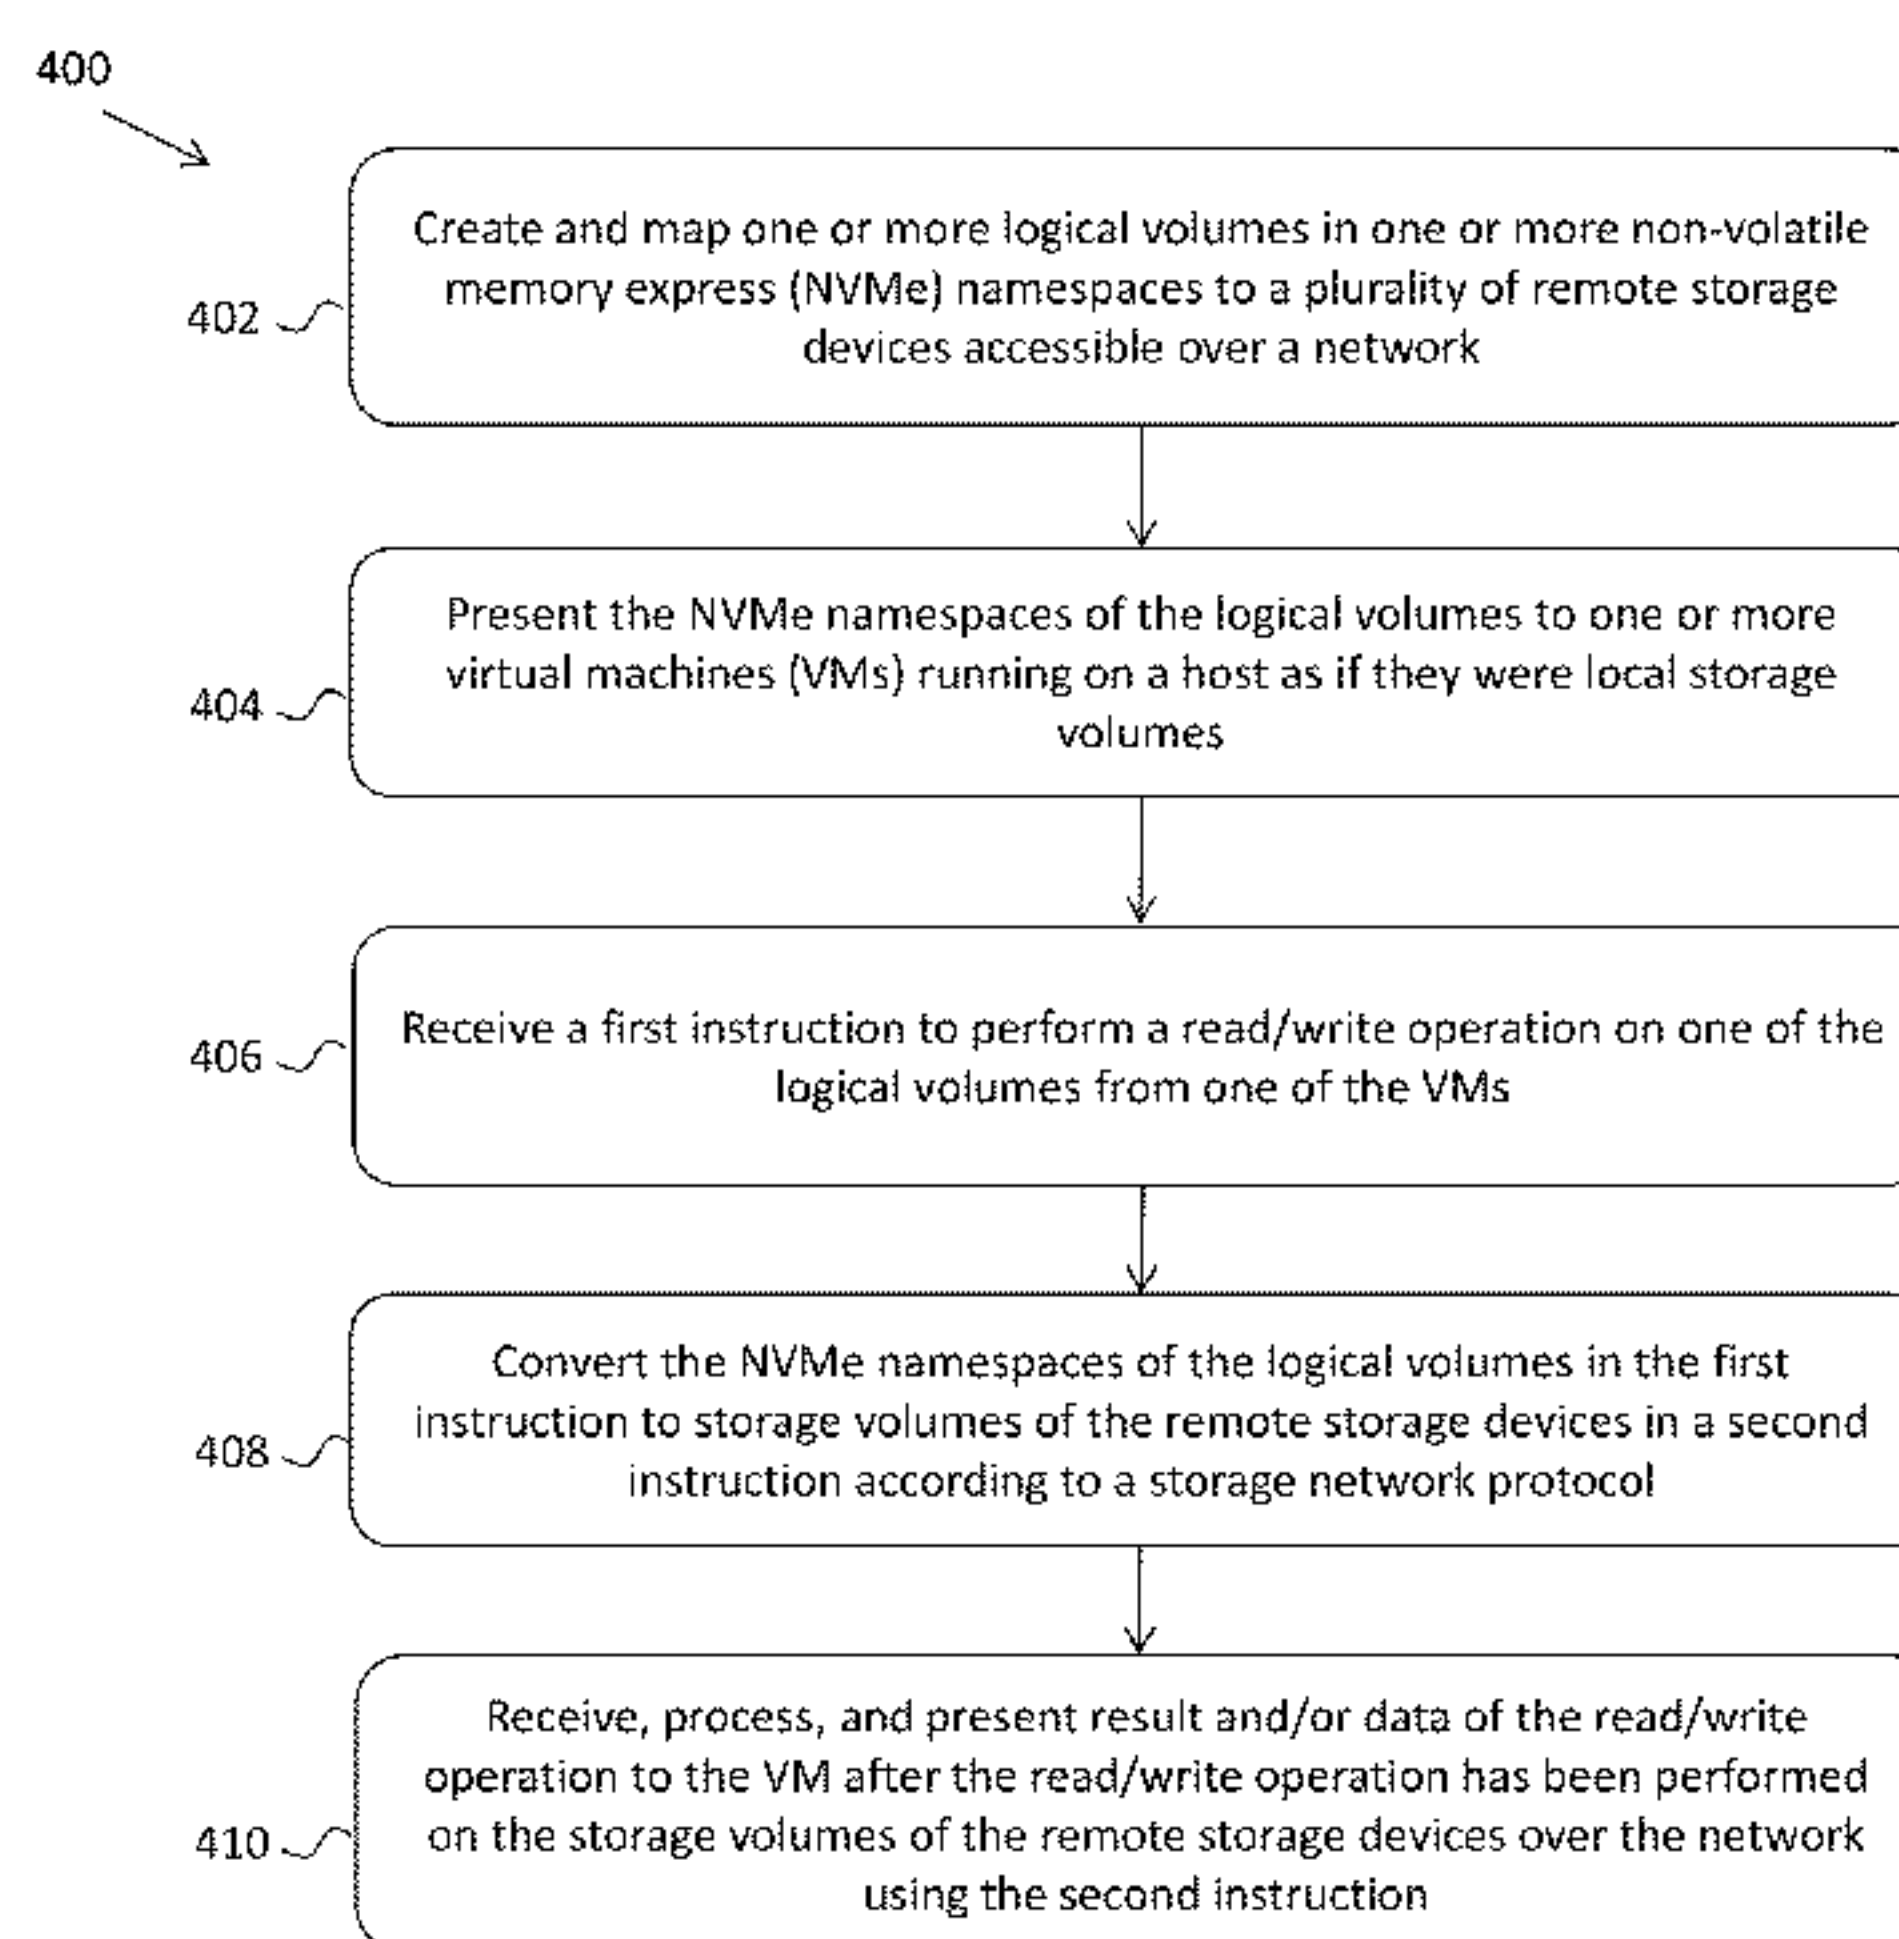 400
Create and map one or more logical volumes in one or more non-volatile
memory express (NVMe) namespaces to a plurality of remote storage
devices accessible over a network
402
Present the NVMe namespaces of the logical volumes to one or more
virtual machines (VMs) running on a host as if they were local storage
volumes
404
Receive a first instruction to perform a read/write operation on one of the
logical volumes from one of the VMs
406
Convert the NVMe namespaces of the logical volumes in the first
instruction to storage volumes of the remote storage devices in a second
instruction according to a storage network protocol
408
Receive, process, and present result and/or data of the read/write
operation to the VM after the read/write operation has been performed
on the storage volumes of the remote storage devices over the network
using the second instruction
410